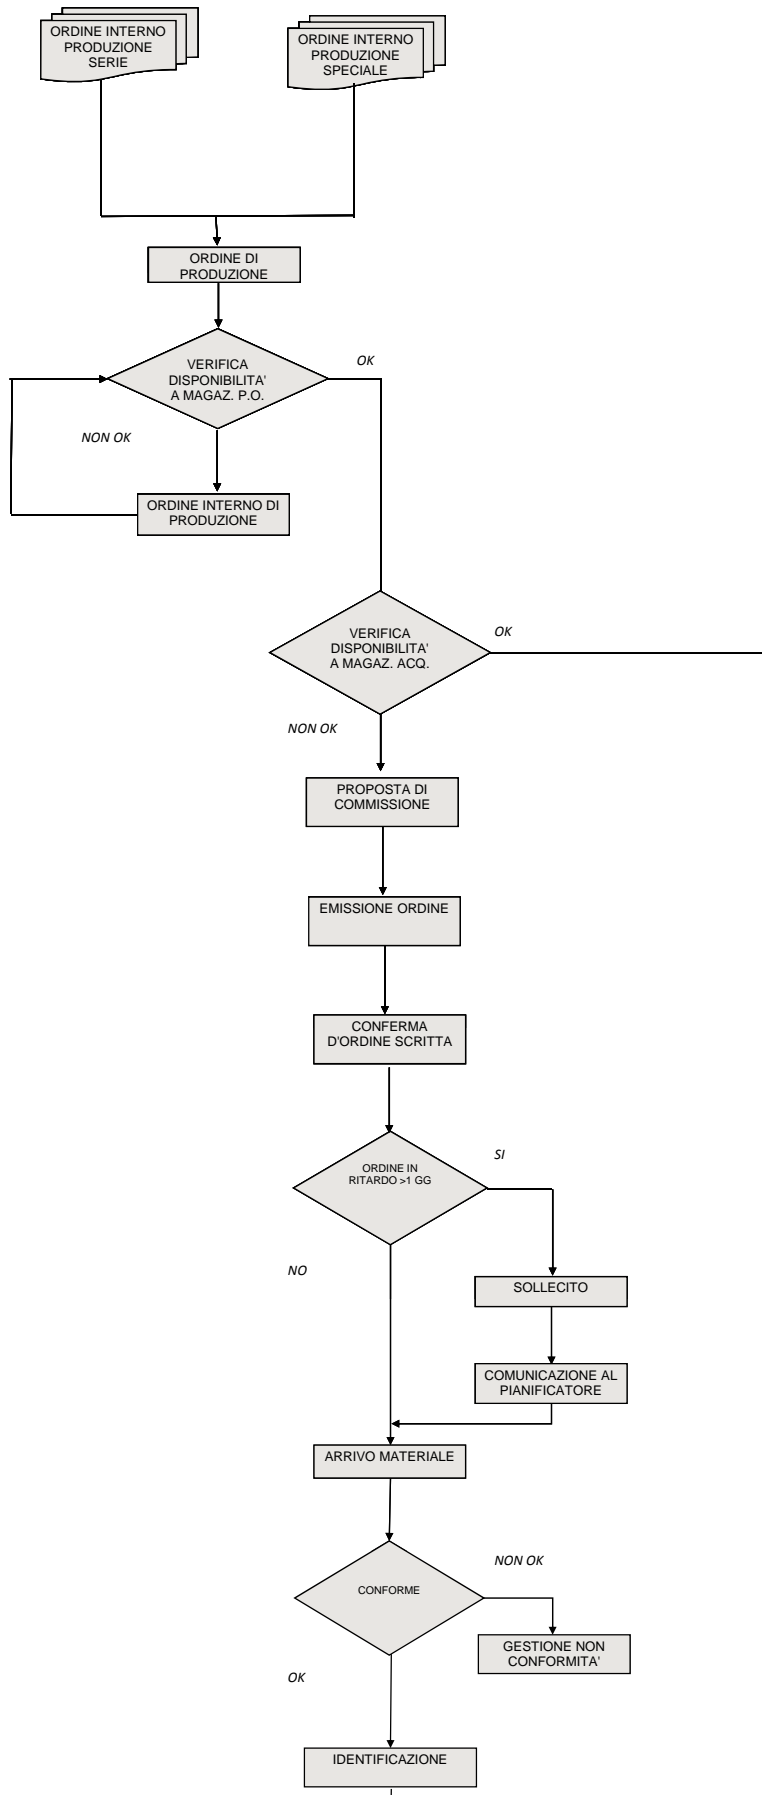 ORDINE INTERNO
PRODUZIONE
SERIE
ORDINE INTERNO
PRODUZIONE
SPECIALE
ORDINE DI
PRODUZIONE
VERIFICA
DISPONIBILITA'
A MAGAZ. P.O.
OK
NON OK
ORDINE INTERNO DI
PRODUZIONE
VERIFICA
DISPONIBILITA'
A MAGAZ. ACQ.
OK
NON OK
PROPOSTA DI
COMMISSIONE
EMISSIONE ORDINE
CONFERMA
D'ORDINE SCRITTA
ORDINE IN
RITARDO >1 GG
SI
NO
SOLLECITO
COMUNICAZIONE AL
PIANIFICATORE
ARRIVO MATERIALE
CONFORME
NON OK
GESTIONE NON
CONFORMITA'
OK
IDENTIFICAZIONE